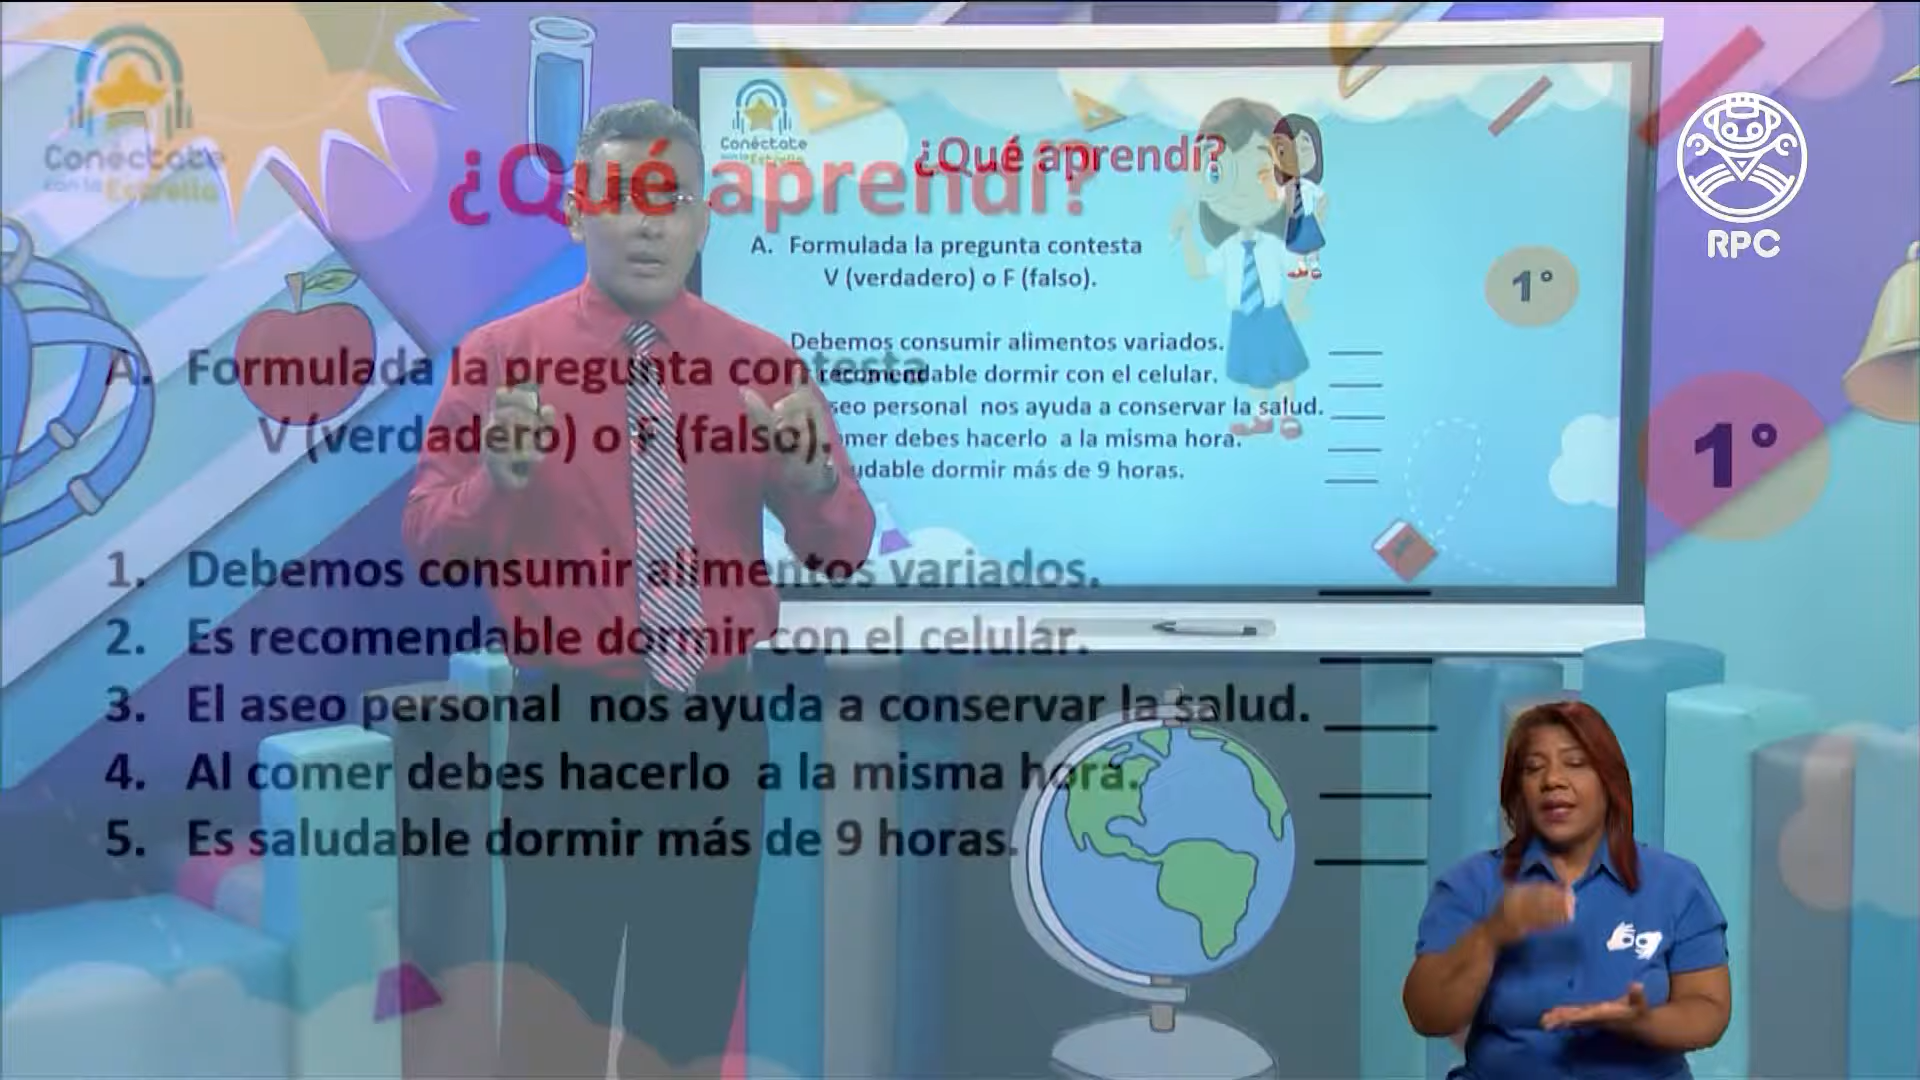 Conéctate
con la Estrella
¿Qué aprendí?
A. Formulada la pregunta contesta
V (verdadero) o F (falso).
1. Debemos consumir alimentos variados.
2. Es recomendable dormir con el celular.
3. El aseo personal nos ayuda a conservar la salud.
4. Al comer debes hacerlo a la misma hora.
5. Es saludable dormir más de 9 horas.
1°
Conéctate
¿Qué aprendí?
A. Formulada la pregunta contesta
V (verdadero) o F (falso).
Debemos consumir alimentos variados.
recomendable dormir con el celular.
seo personal nos ayuda a conservar la salud.
omer debes hacerlo a la misma hora.
udable dormir más de 9 horas.
1°
RPC